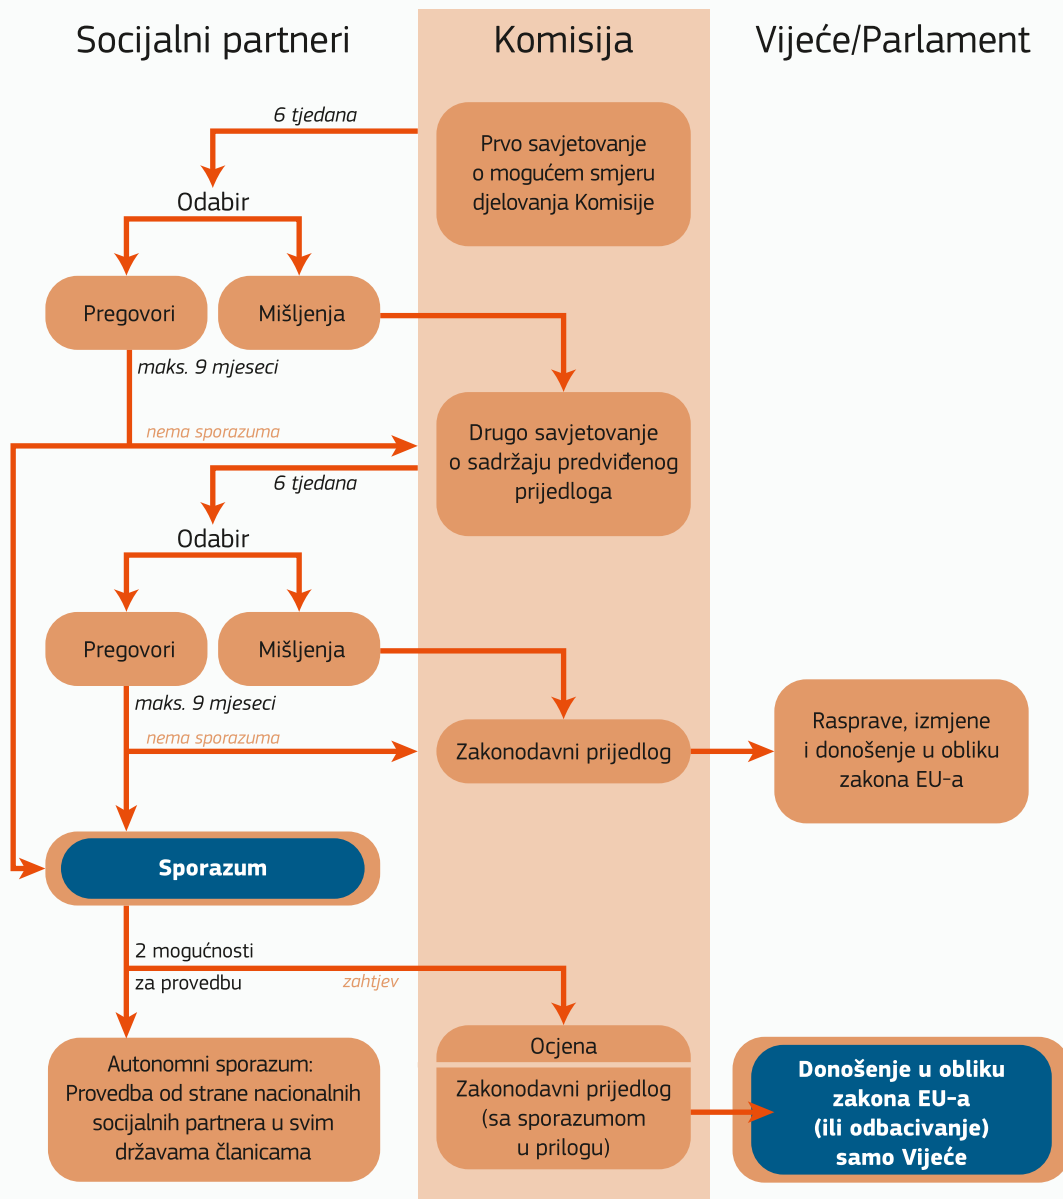 Socijalni partneri
Komisija
Vijeće/Parlament
6 tjedana
Prvo savjetovanje
o mogućem smjeru
djelovanja Komisije
Odabir
Pregovori
Mišljenja
maks. 9 mjeseci
nema sporazuma
Drugo savjetovanje
o sadržaju predviđenog
prijedloga
6 tjedana
Odabir
Pregovori
Mišljenja
maks. 9 mjeseci
nema sporazuma
Zakonodavni prijedlog
Rasprave, izmjene
i donošenje u obliku
zakona EU-a
Sporazum
2 mogućnosti
za provedbu
zahtjev
Autonomni sporazum:
Provedba od strane nacionalnih
socijalnih partnera u svim
državama članicama
Ocjena
Zakonodavni prijedlog
(sa sporazumom
u prilogu)
Donošenje u obliku
zakona EU-a
(ili odbacivanje)
samo Vijeće